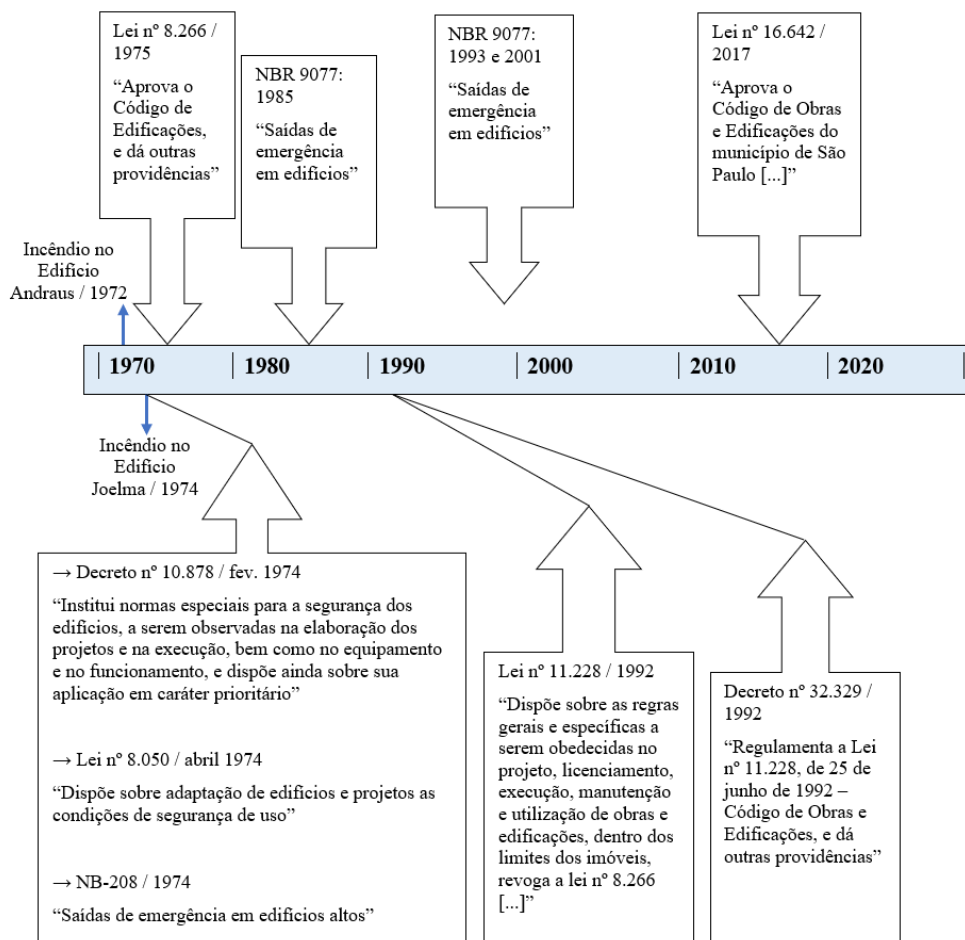 Lei nº 8.266 /
1975
“Aprova o
Código de
Edificações,
e dá outras
providências”
NBR 9077:
1985
“Saídas de
emergência
em edifícios”
NBR 9077:
1993 e 2001
“Saídas de
emergência
em edifícios”
Lei nº 16.642 /
2017
“Aprova o
Código de Obras
e Edificações do
município de São
Paulo [...]”
Incêndio no
Edifício
Andraus / 1972
1970
1980
1990
2000
2010
2020
Incêndio no
Edifício
Joelma / 1974
→ Decreto nº 10.878 / fev. 1974
“Institui normas especiais para a segurança dos
edifícios, a serem observadas na elaboração dos
projetos e na execução, bem como no equipamento
e no funcionamento, e dispõe ainda sobre sua
aplicação em caráter prioritário”
→ Lei nº 8.050 / abril 1974
“Dispõe sobre adaptação de edifícios e projetos as
condições de segurança de uso”
→ NB-208 / 1974
“Saídas de emergência em edificios altos”
Lei nº 11.228 / 1992
“Dispõe sobre as regras
gerais e específicas a
serem obedecidas no
projeto, licenciamento,
execução, manutenção
e utilização de obras e
edificações, dentro dos
limites dos imóveis,
revoga a lei nº 8.266
[...]”
Decreto nº 32.329 /
1992
“Regulamenta a Lei
nº 11.228, de 25 de
junho de 1992 –
Código de Obras e
Edificações, e dá
outras providências”